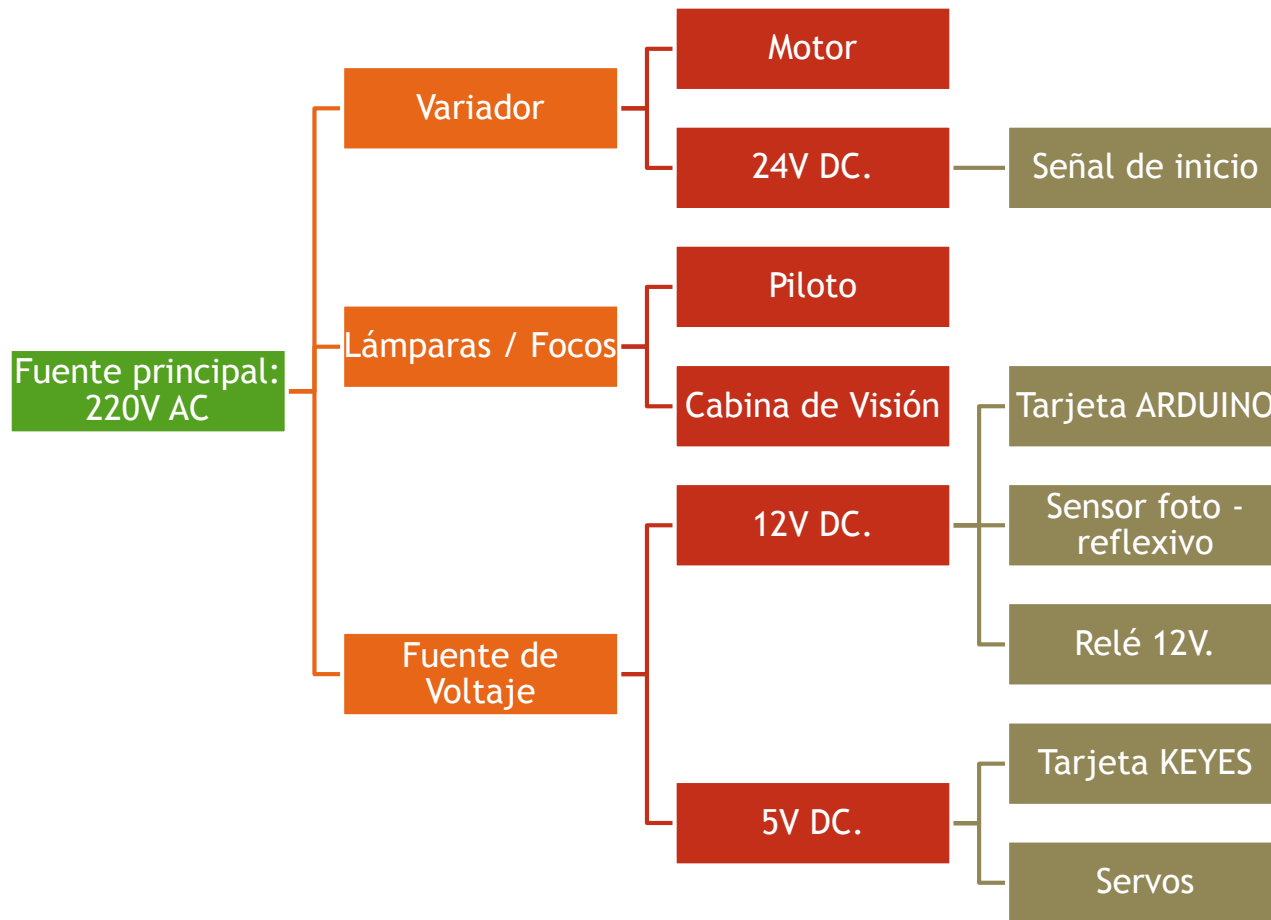 Motor
Variador
24V DC.
Señal de inicio
Piloto
Lámparas / Focos
Fuente principal:
220V AC
Cabina de Visión
Tarjeta ARDUINO
12V DC.
Sensor foto -
reflexivo
Relé 12V.
Fuente de
Voltaje
Tarjeta KEYES
5V DC.
Servos